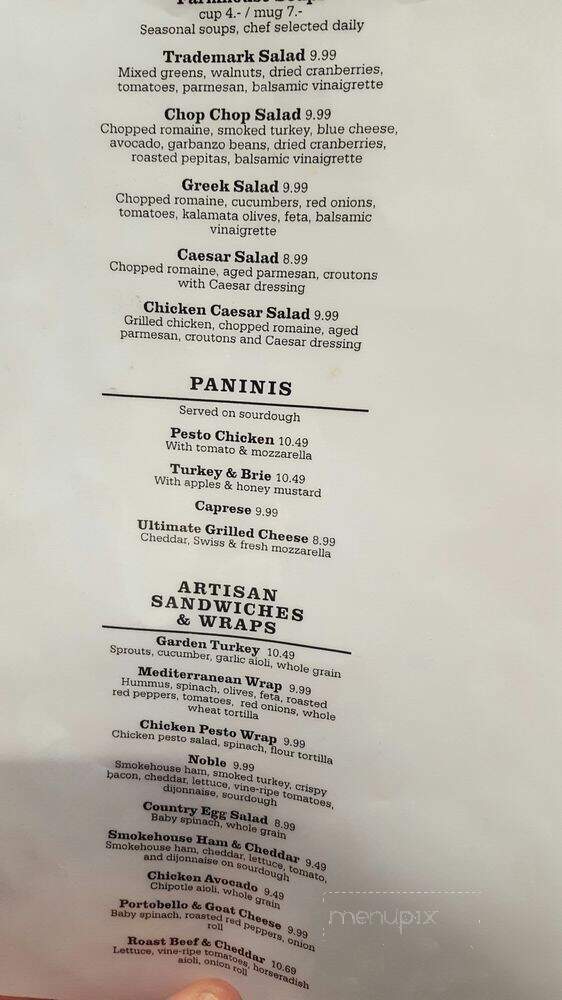 cup 4.- / mug 7.-
Seasonal soups, chef selected daily
Trademark Salad 9.99
Mixed greens, walnuts, dried cranberries,
tomatoes, parmesan, balsamic vinaigrette
Chop Chop Salad 9.99
Chopped romaine, smoked turkey, blue cheese,
avocado, garbanzo beans, dried cranberries,
roasted pepitas, balsamic vinaigrette
Greek Salad 9.99
Chopped romaine, cucumbers, red onions,
tomatoes, kalamata olives, feta, balsamic
vinaigrette
Caesar Salad 8.99
Chopped romaine, aged parmesan, croutons
with Caesar dressing
Chicken Caesar Salad 9.99
Grilled chicken, chopped romaine, aged
parmesan, croutons and Caesar dressing
PANINIS
Served on sourdough
Pesto Chicken 10.49
With tomato & mozzarella
Turkey & Brie 10.49
With apples & honey mustard
Caprese 9.99
Ultimate Grilled Cheese 8.99
Cheddar, Swiss & fresh mozzarella
ARTISAN
SANDWICHES
& WRAPS
Garden Turkey 10.49
Sprouts, cucumber, garlic aioli, whole grain
Mediterranean Wrap 9.99
Hummus, spinach, olives, feta, roasted
red peppers, tomatoes, red onions, whole
wheat tortilla
Chicken Pesto Wrap 9.99
Chicken pesto salad, spinach, flour tortilla
Noble 9.99
Smokehouse ham, smoked turkey, crispy
bacon, cheddar, lettuce, vine-ripe tomatoes,
dijonnaise, sourdough
Country Egg Salad 8.99
Baby spinach, whole grain
Smokehouse Ham & Cheddar 9.49
Smokehouse ham, cheddar, lettuce, tomato,
and dijonnaise on sourdough
Chicken Avocado 9.49
Chipotle aioli, whole grain
Portobello & Goat Cheese 9.99
Baby spinach, roasted red peppers, onion
roll
Roast Beef & Cheddar 10.69
Lettuce, vine-ripe tomatoes, horseradish
aioli, onion roll
menupix